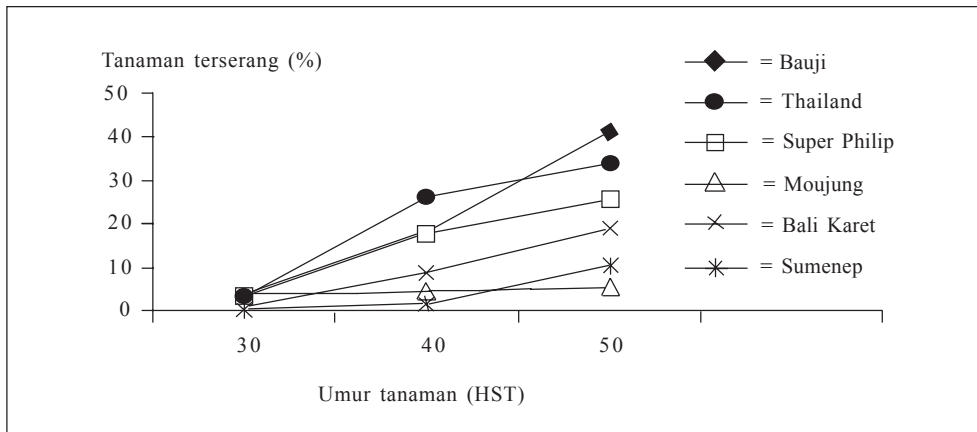 Tanaman terserang (%)
50
40
30
20
10
0
30 40 50
Umur tanaman (HST)
= Bauji
= Thailand
= Super Philip
= Moujung
= Bali Karet
= Sumenep